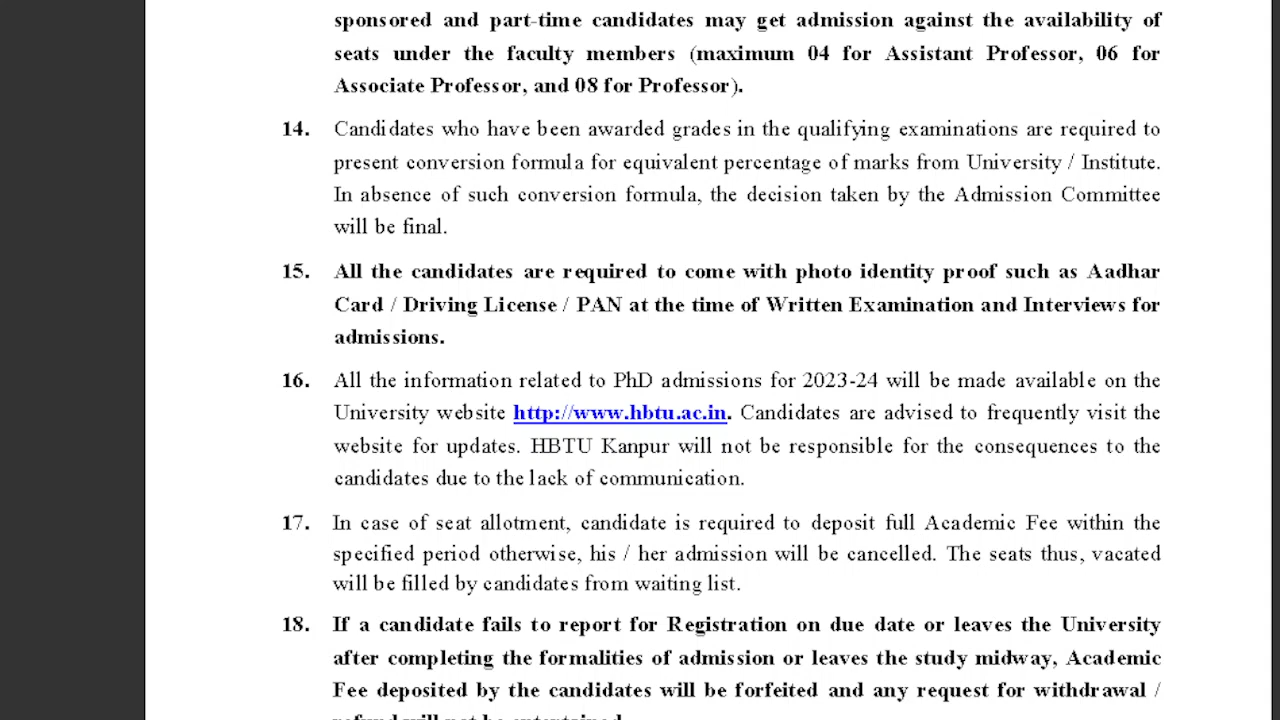 sponsored and part-time candidates may get admission against the availability of
seats under the faculty members (maximum 04 for Assistant Professor, 06 for
Associate Professor, and 08 for Professor).
14. Candidates who have been awarded grades in the qualifying examinations are required to
present conversion formula for equivalent percentage of marks from University / Institute.
In absence of such conversion formula, the decision taken by the Admission Committee
will be final.
15. All the candidates are required to come with photo identity proof such as Aadhar
Card / Driving License / PAN at the time of Written Examination and Interviews for
admissions.
16. All the information related to PhD admissions for 2023-24 will be made available on the
University website http://www.hbtu.ac.in. Candidates are advised to frequently visit the
website for updates. HBTU Kanpur will not be responsible for the consequences to the
candidates due to the lack of communication.
17. In case of seat allotment, candidate is required to deposit full Academic Fee within the
specified period otherwise, his / her admission will be cancelled. The seats thus, vacated
will be filled by candidates from waiting list.
18. If a candidate fails to report for Registration on due date or leaves the University
after completing the formalities of admission or leaves the study midway, Academic
Fee deposited by the candidates will be forfeited and any request for withdrawal /
refund will not be entertained.